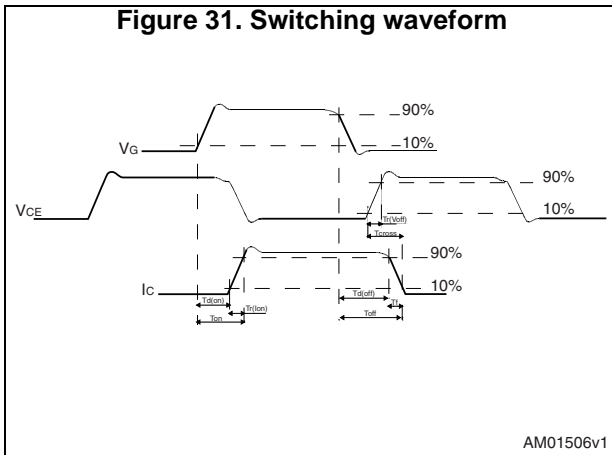 Figure 31. Switching waveform
90%
VG
10%
90%
VCE
10%
Tr(Voff)
Tcross
90%
IC
10%
Td(on)
Td(off)
Tf
Tr(Ion)
Ton
Toff
AM01506v1